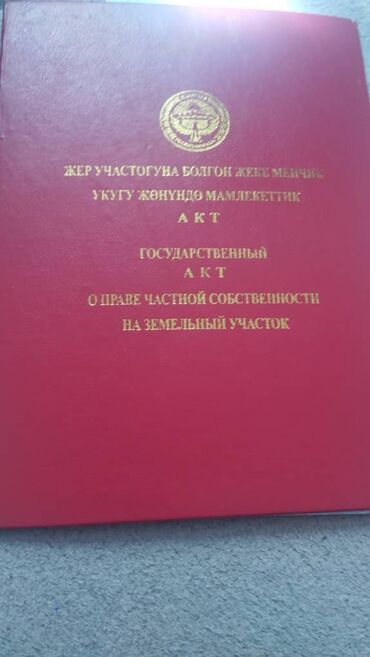 ЖЕР УЧАСТОГУНА БОЛГОН ЖЕКЕ МЕНЧИК
УКУГУ ЖӨНҮНДӨ МАМЛЕКЕТТИК
АКТ
ГОСУДАРСТВЕННЫЙ
АКТ
О ПРАВЕ ЧАСТНОЙ СОБСТВЕННОСТИ
НА ЗЕМЕЛЬНЫЙ УЧАСТОК